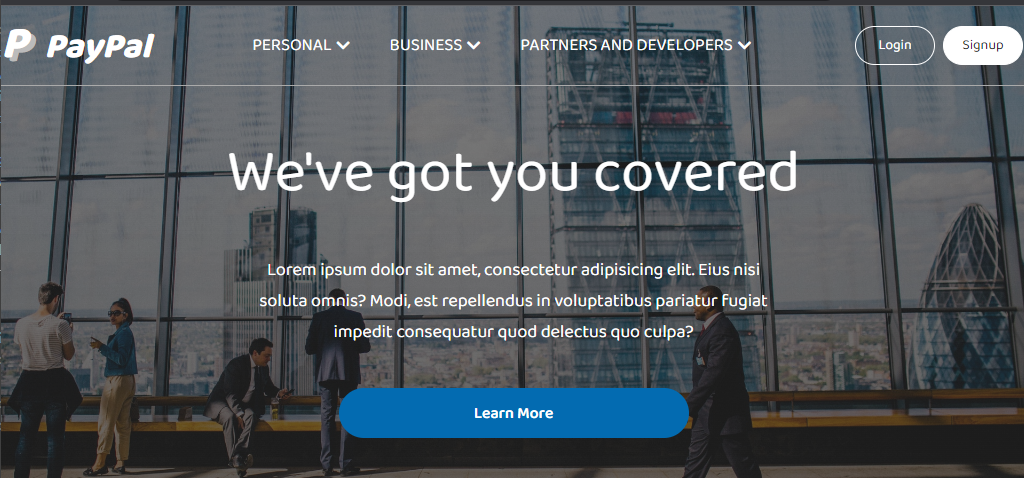 PayPal
PERSONAL
BUSINESS
PARTNERS AND DEVELOPERS
Login
Signup
We've got you covered
Lorem ipsum dolor sit amet, consectetur adipisicing elit. Eius nisi
soluta omnis? Modi, est repellendus in voluptatibus pariatur fugiat
impedit consequatur quod delectus quo culpa?
Learn More